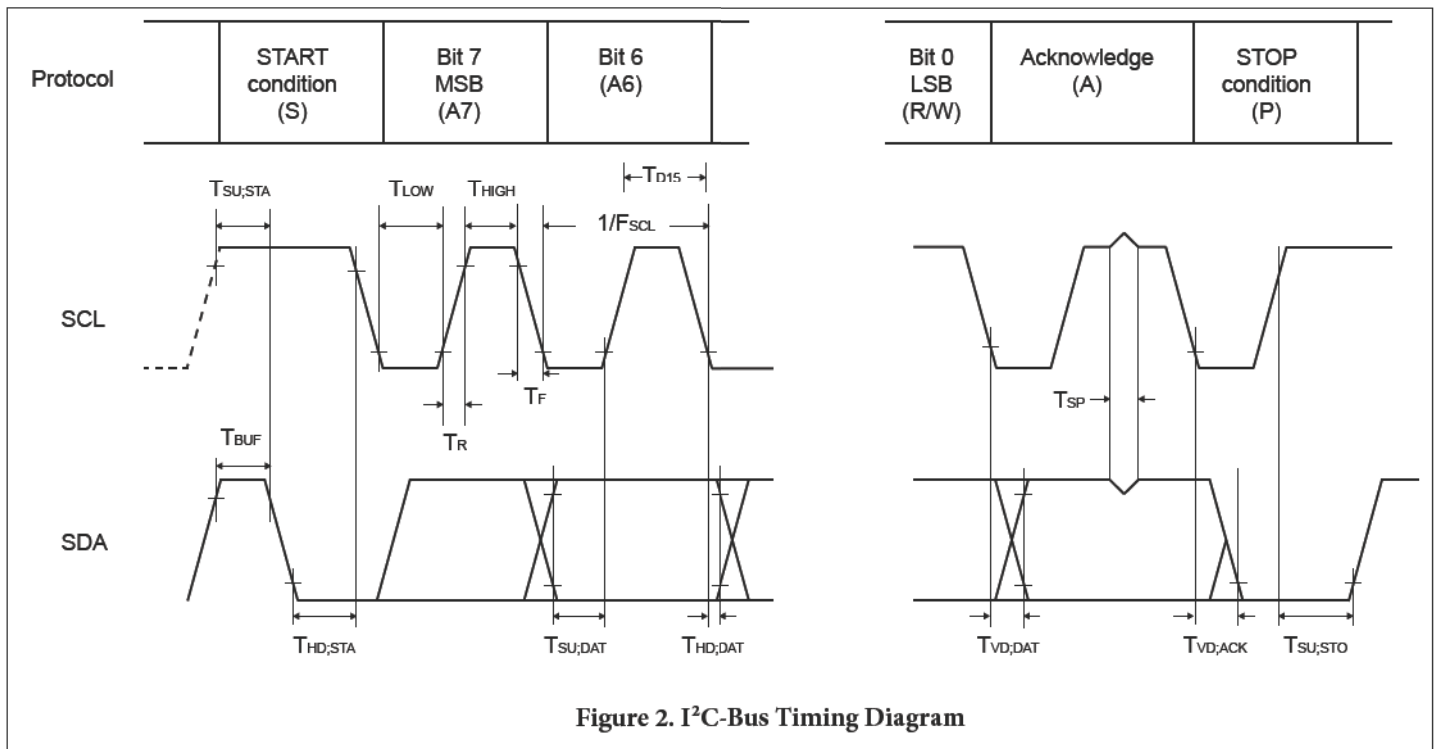 Protocol
START
condition
(S)
Bit 7
MSB
(A7)
Bit 6
(A6)
Bit 0
LSB
(R/W)
Acknowledge
(A)
STOP
condition
(P)
TSU;STA
TLOW
THIGH
TD15
1/FSCL
SCL
TF
TR
TSP
TBUF
SDA
THD;STA
TSU;DAT
THD;DAT
TVD;DAT
TVD;ACK
TSU;STO
Figure 2. I²C-Bus Timing Diagram